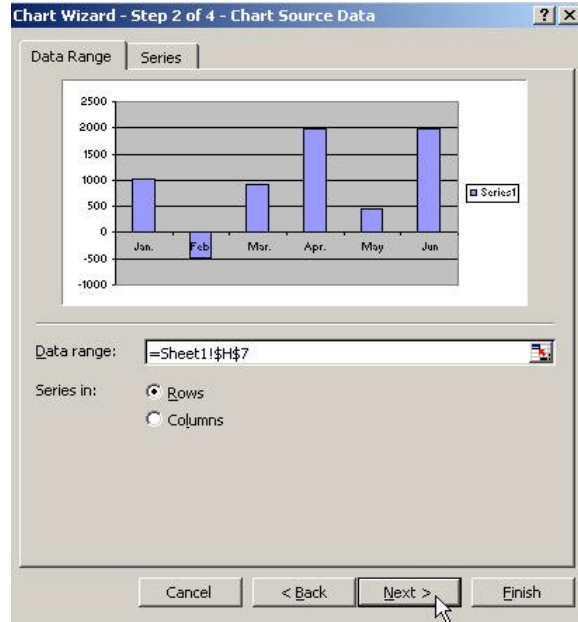 Chart Wizard - Step 2 of 4 - Chart Source Data ? X
Data Range Series
2500
2000
1500
1000
500
0
-500
-1000
Jan. Feb Mar. Apr. May Jun
Series1
Data range: =Sheet1!$H$7
Series in: Rows
Columns
Cancel < Back Next > Finish